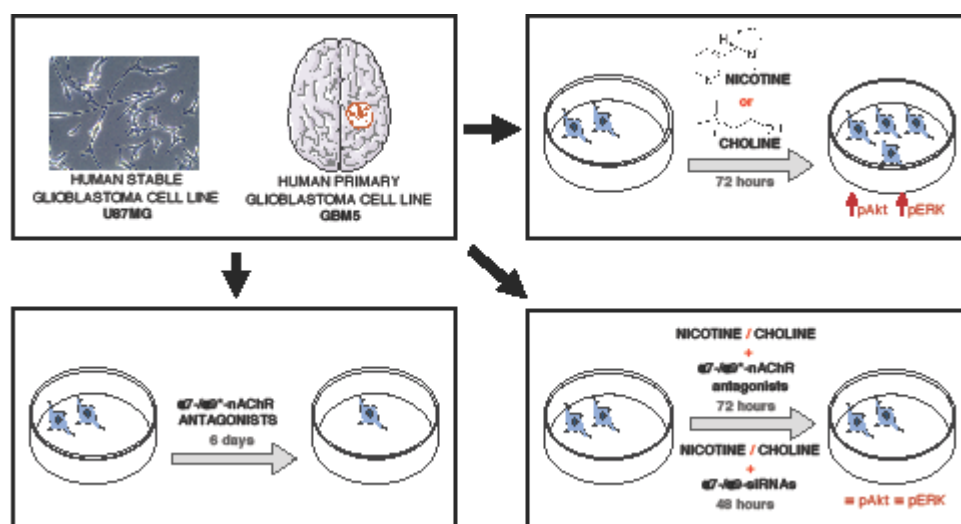 HUMAN STABLE
GLIOBLASTOMA CELL LINE
U87MG
HUMAN PRIMARY
GLIOBLASTOMA CELL LINE
GBM5
H
N
N
NICOTINE
or
CHOLINE
72 hours
pAkt pERK
α7-/α9*-nAChR
ANTAGONISTS
6 days
NICOTINE / CHOLINE
+
α7-/α9*-nAChR
antagonists
72 hours
NICOTINE / CHOLINE
+
α7-/α9-siRNAs
48 hours
= pAkt = pERK